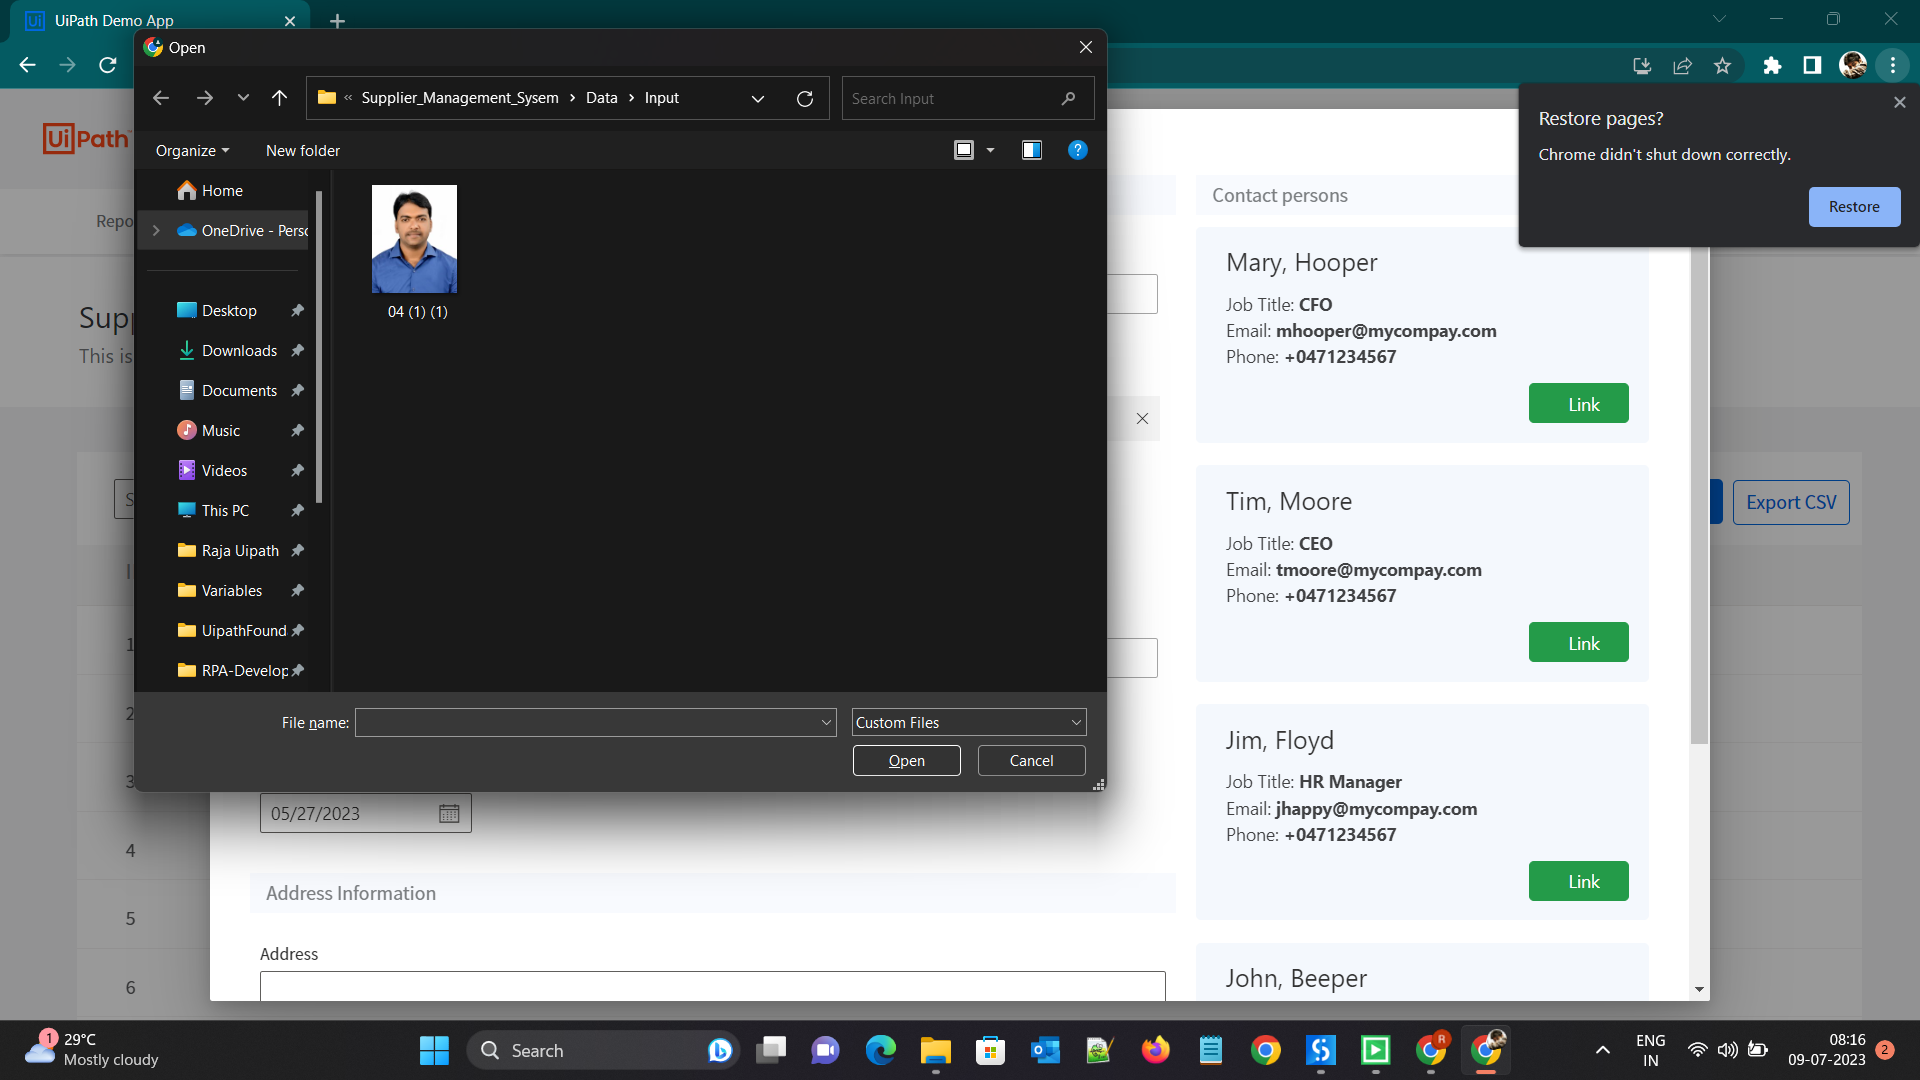 UiPath Demo App
Open
Supplier_Management_Sysem
Data
Input
Search Input
Organize
New folder
Home
OneDrive - Perso
Desktop
Downloads
Documents
Music
Videos
This PC
Raja Uipath
Variables
UipathFound
RPA-Develop
04 (1) (1)
File name:
Custom Files
Open
Cancel
UiPath
Repo
Supp
This is
S
I
1
2
3
4
5
6
05/27/2023
Address Information
Address
Contact persons
Mary, Hooper
Job Title: CFO
Email: mhooper@mycompay.com
Phone: +0471234567
Link
Tim, Moore
Job Title: CEO
Email: tmoore@mycompay.com
Phone: +0471234567
Link
Jim, Floyd
Job Title: HR Manager
Email: jhappy@mycompay.com
Phone: +0471234567
Link
John, Beeper
Restore pages?
Chrome didn't shut down correctly.
Restore
Export CSV
1
29°C
Mostly cloudy
Search
R
ENG
IN
08:16
09-07-2023
2